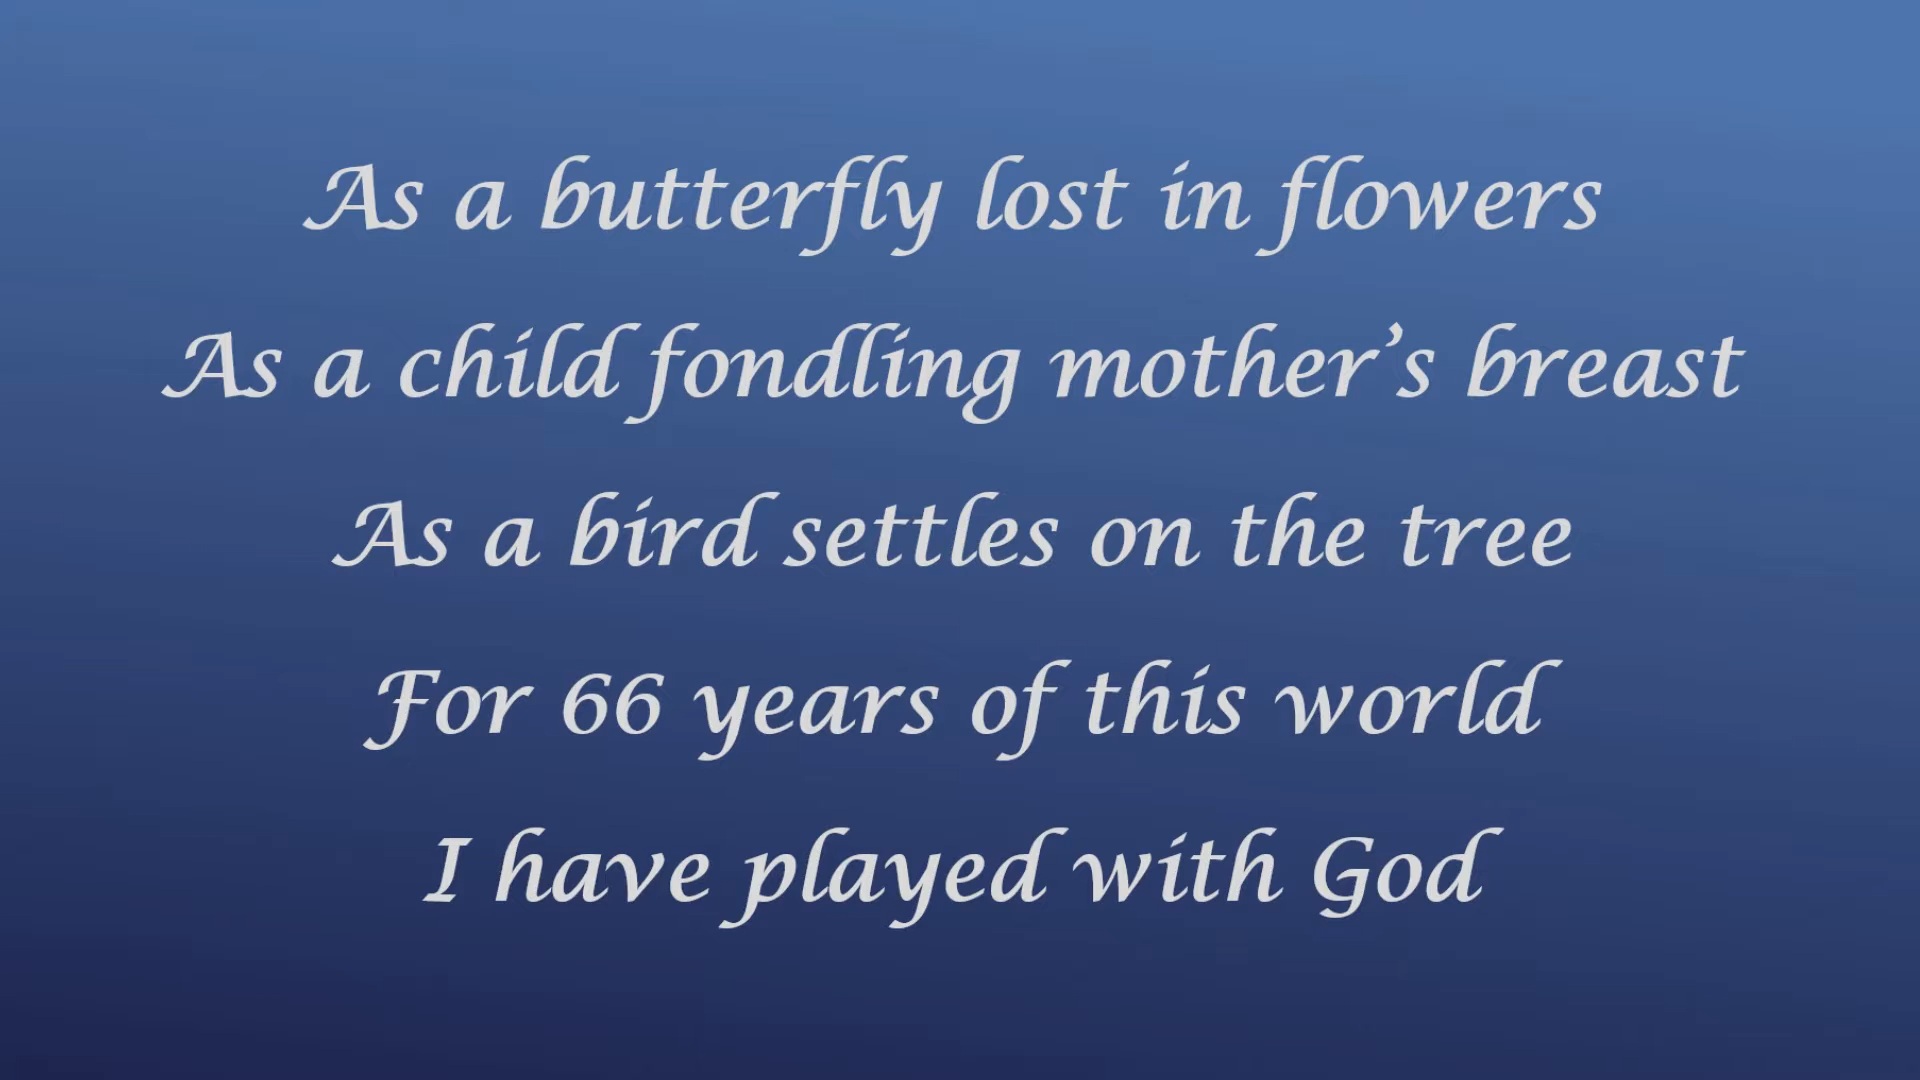 As a butterfly lost in flowers
As a child fondling mother’s breast
As a bird settles on the tree
For 66 years of this world
I have played with God